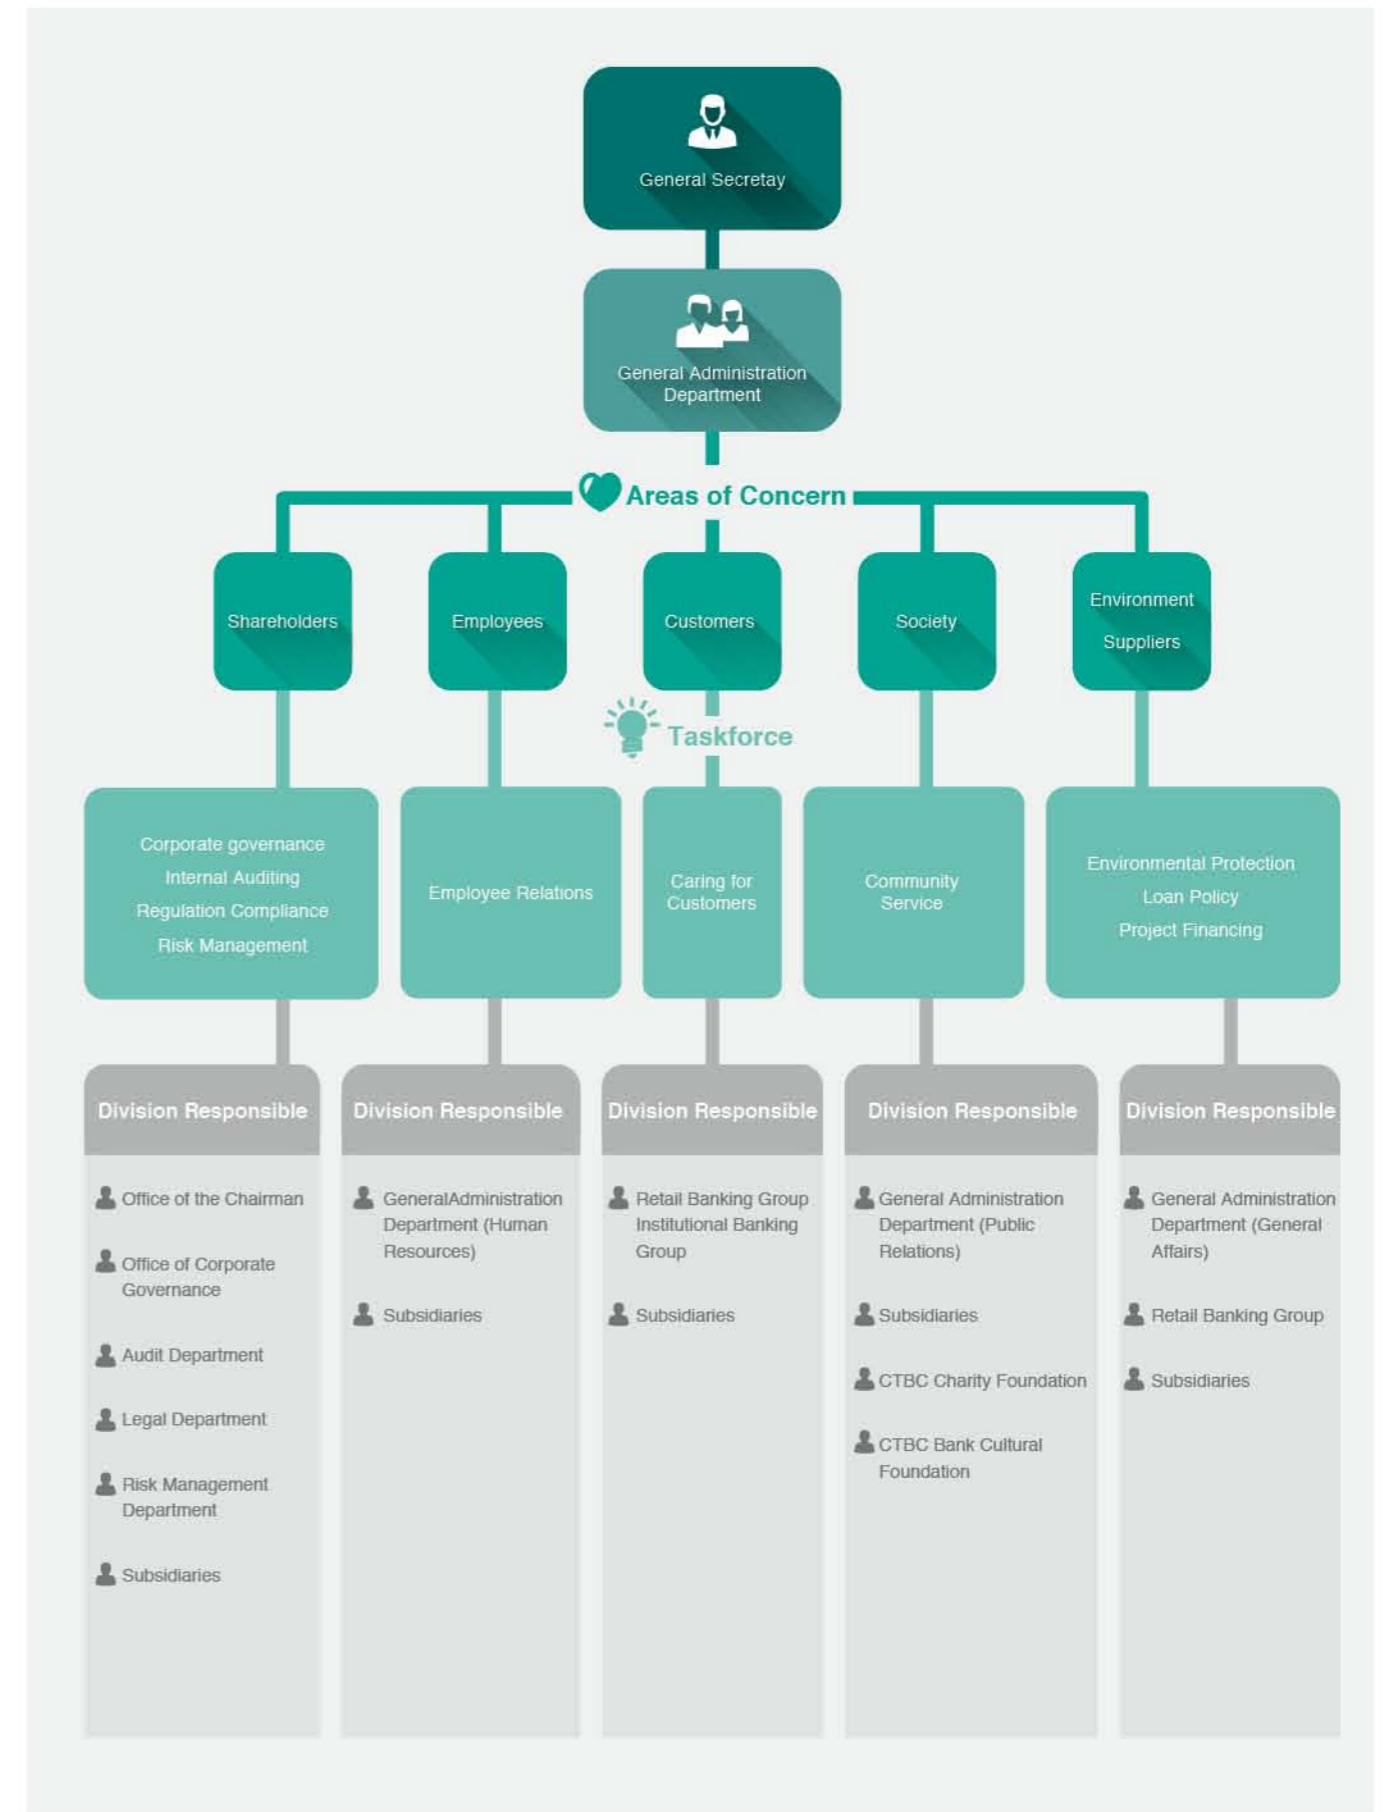 General Secretay
General Administration
Department
Areas of Concern
Shareholders
Employees
Customers
Society
Environment
Suppliers
Taskforce
Corporate governance
Internal Auditing
Regulation Compliance
Risk Management
Employee Relations
Caring for
Customers
Community
Service
Environmental Protection
Loan Policy
Project Financing
Division Responsible
Office of the Chairman
Office of Corporate
Governance
Audit Department
Legal Department
Risk Management
Department
Subsidiaries
Division Responsible
GeneralAdministration
Department (Human
Resources)
Subsidiaries
Division Responsible
Retail Banking Group
Institutional Banking
Group
Subsidiaries
Division Responsible
General Administration
Department (Public
Relations)
Subsidiaries
CTBC Charity Foundation
CTBC Bank Cultural
Foundation
Division Responsible
General Administration
Department (General
Affairs)
Retail Banking Group
Subsidiaries